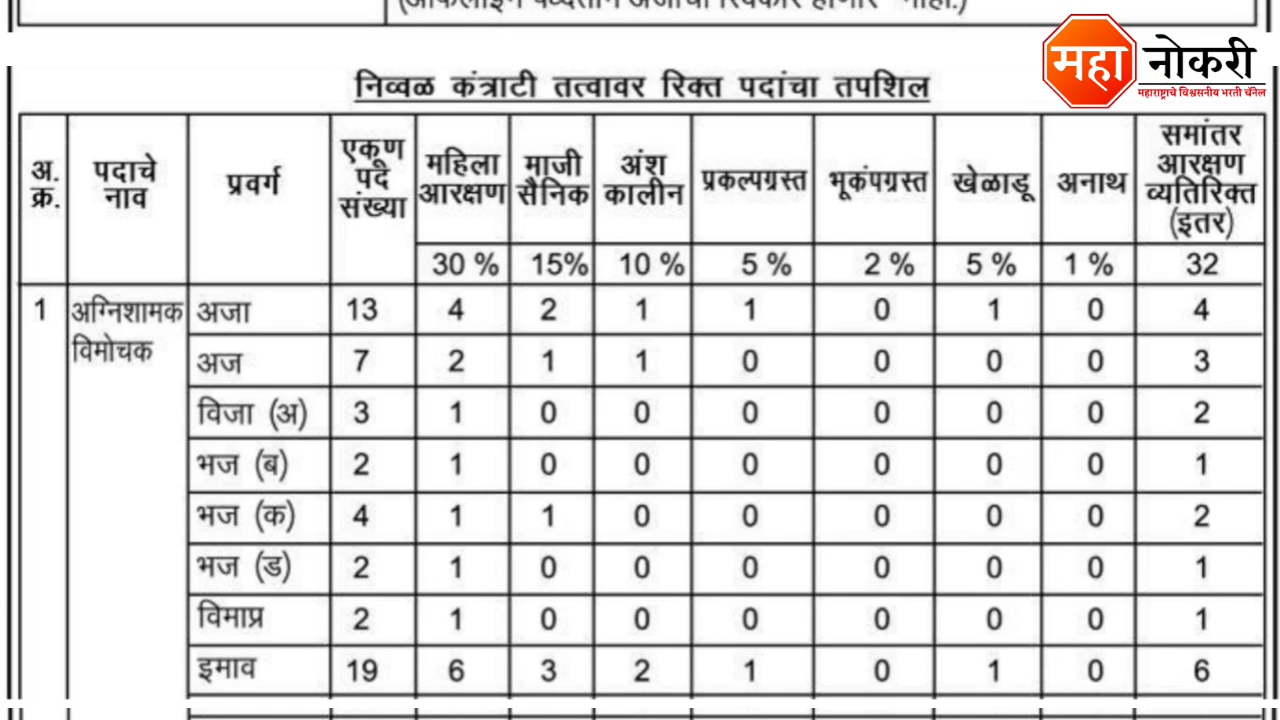 (ऑफलाईन पध्दतीने अर्जाचा स्विकार होणार नाही.)
महा नोकरी
महाराष्ट्राचे विश्वसनीय भरती चॅनेल
निव्वळ कंत्राटी तत्वावर रिक्त पदांचा तपशिल
अ. क्र. पदाचे नाव प्रवर्ग एकूण पदे संख्या महिला आरक्षण माजी सैनिक अंश कालीन प्रकल्पग्रस्त भूकंपग्रस्त खेळाडू अनाथ समांतर आरक्षण व्यतिरिक्त (इतर)
30 % 15% 10 % 5 % 2 % 5 % 1 % 32
1 अग्निशामक विमोचक अजा 13 4 2 1 1 0 1 0 4
अज 7 2 1 1 0 0 0 0 3
विजा (अ) 3 1 0 0 0 0 0 0 2
भज (ब) 2 1 0 0 0 0 0 0 1
भज (क) 4 1 1 0 0 0 0 0 2
भज (ड) 2 1 0 0 0 0 0 0 1
विमाप्र 2 1 0 0 0 0 0 0 1
इमाव 19 6 3 2 1 0 1 0 6